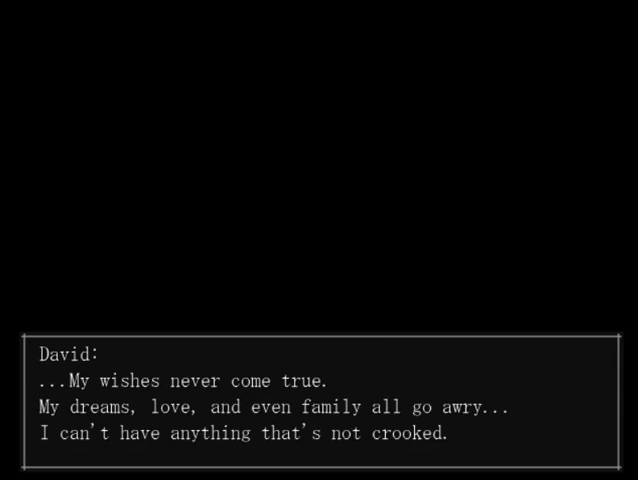 David:
...My wishes never come true.
My dreams, love, and even family all go awry...
I can't have anything that's not crooked.